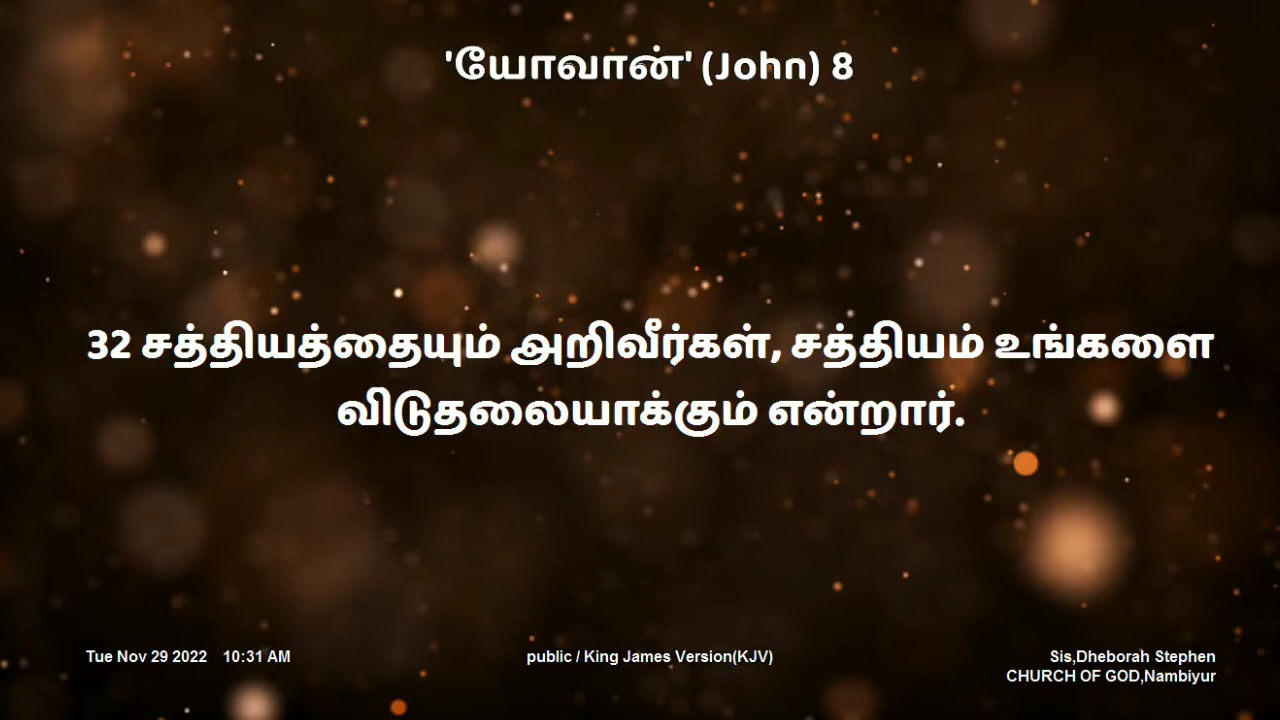 'யோவான்' (John) 8
32 சத்தியத்தையும் அறிவீர்கள், சத்தியம் உங்களை
விடுதலையாக்கும் என்றார்.
Tue Nov 29 2022 10:31 AM
public / King James Version(KJV)
Sis,Dheborah Stephen
CHURCH OF GOD,Nambiyur